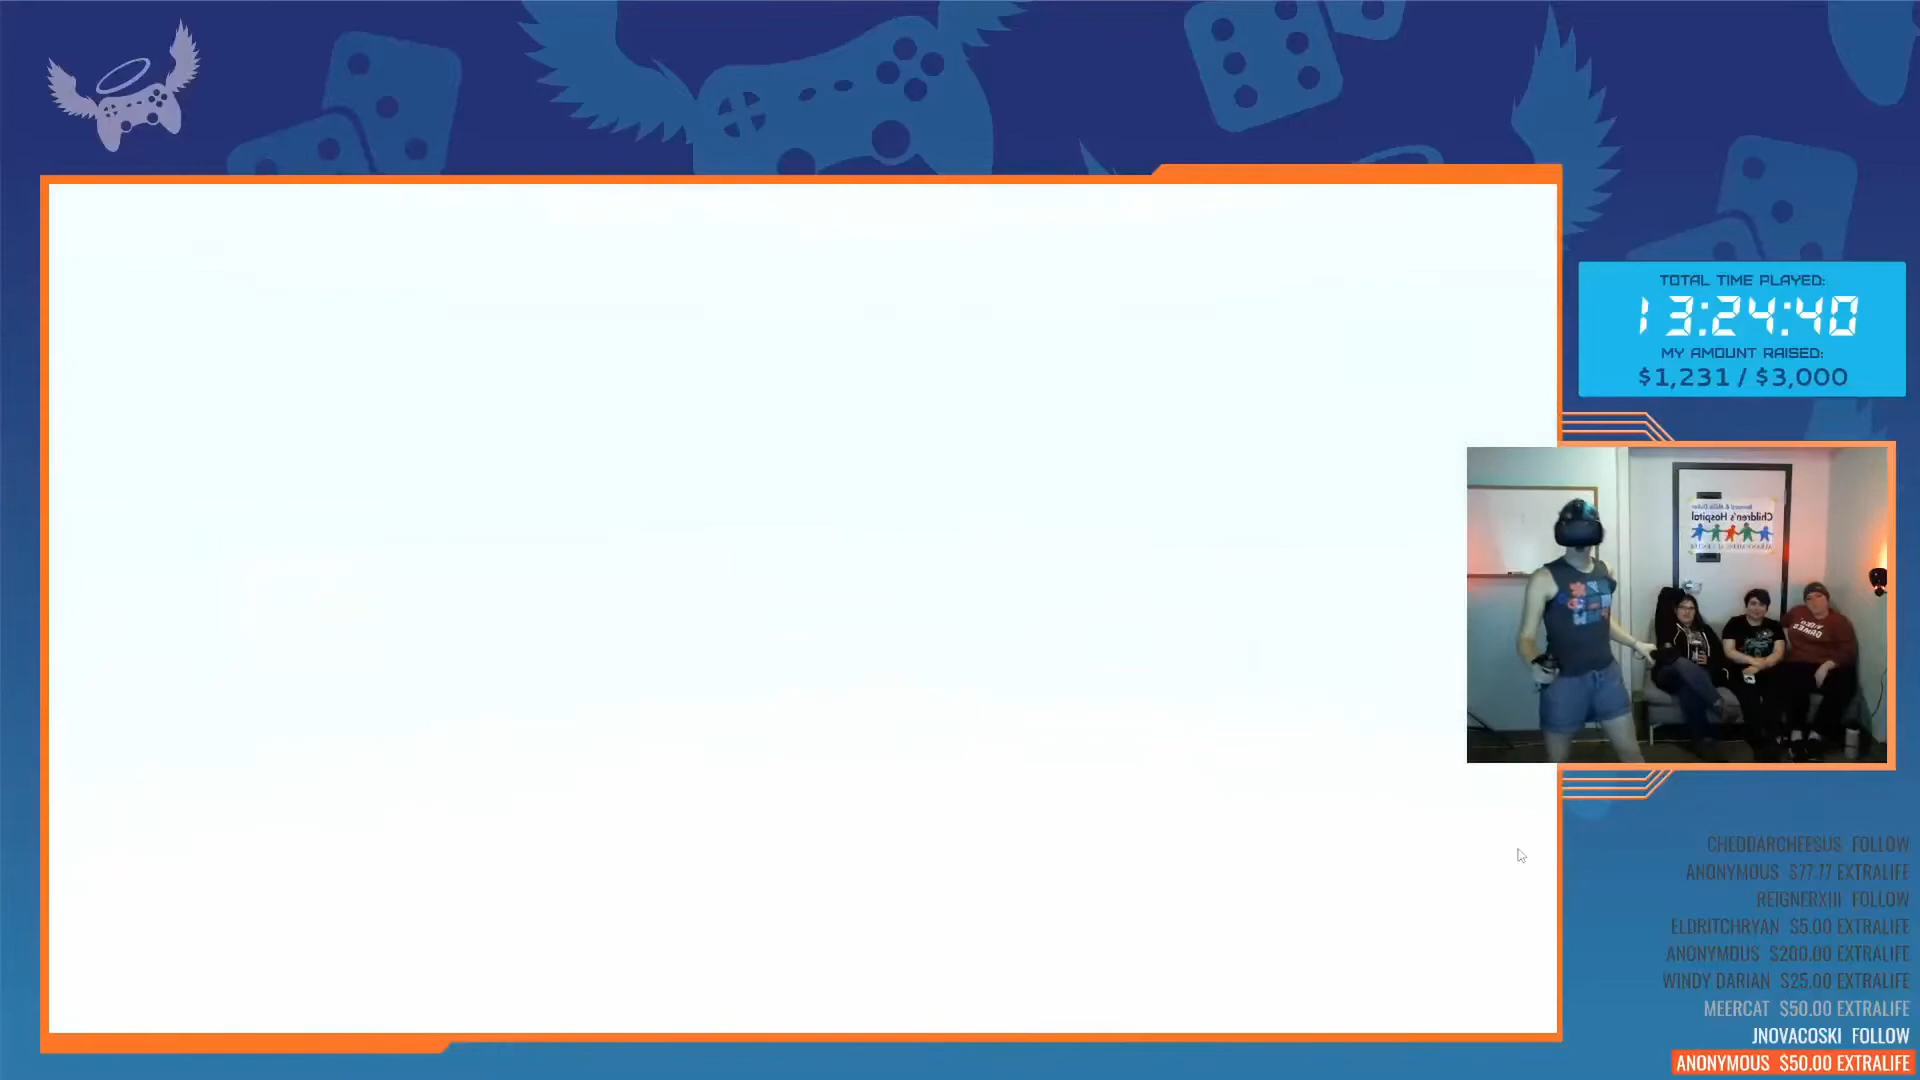 TOTAL TIME PLAYED:
13:24:40
MY AMOUNT RAISED:
$1,231 / $3,000
Children's Hospital
CHEDDARCHEESUS FOLLOW
ANONYMOUS $77.77 EXTRALIFE
REIGNERXIII FOLLOW
ELDRITCHRYAN $5.00 EXTRALIFE
ANONYMOUS $200.00 EXTRALIFE
WINDY DARIAN $25.00 EXTRALIFE
MEERCAT $50.00 EXTRALIFE
JNOVACOSKI FOLLOW
ANONYMOUS $50.00 EXTRALIFE